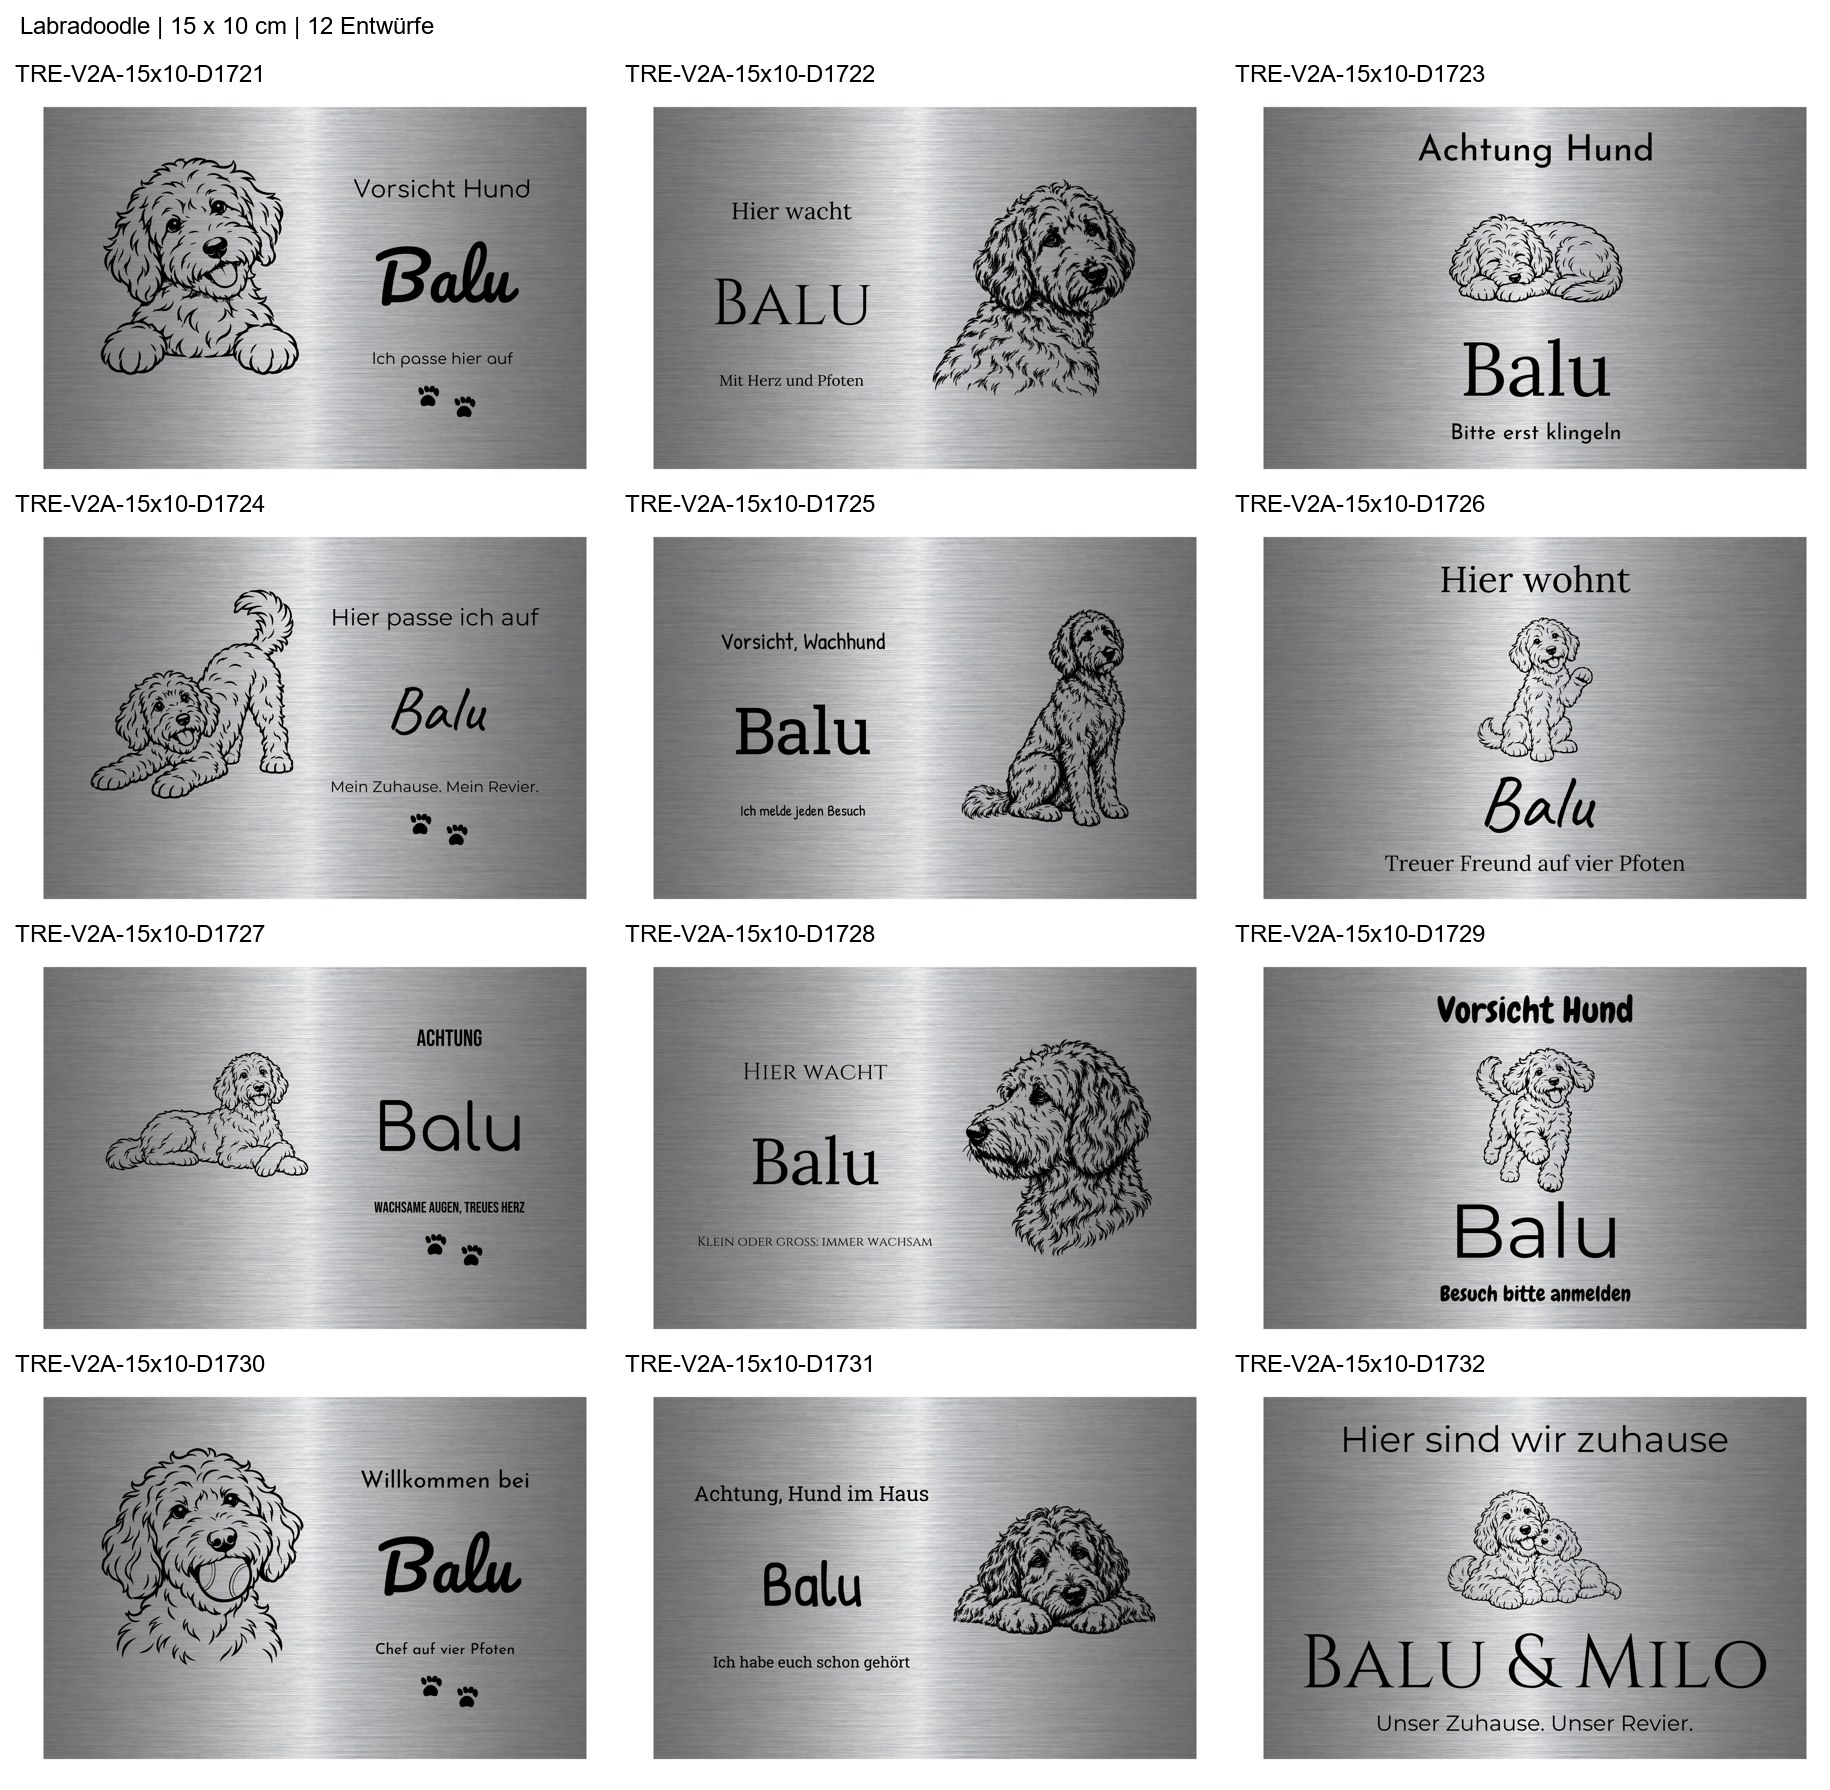 Labradoodle | 15 x 10 cm | 12 Entwürfe
TRE-V2A-15x10-D1721
Vorsicht Hund
Balu
Ich passe hier auf
TRE-V2A-15x10-D1722
Hier wacht
BALU
Mit Herz und Pfoten
TRE-V2A-15x10-D1723
Achtung Hund
Balu
Bitte erst klingeln
TRE-V2A-15x10-D1724
Hier passe ich auf
Balu
Mein Zuhause. Mein Revier.
TRE-V2A-15x10-D1725
Vorsicht, Wachhund
Balu
Ich melde jeden Besuch
TRE-V2A-15x10-D1726
Hier wohnt
Balu
Treuer Freund auf vier Pfoten
TRE-V2A-15x10-D1727
ACHTUNG
Balu
WACHSAME AUGEN, TREUES HERZ
TRE-V2A-15x10-D1728
HIER WACHT
Balu
KLEIN ODER GROSS: IMMER WACHSAM
TRE-V2A-15x10-D1729
Vorsicht Hund
Balu
Besuch bitte anmelden
TRE-V2A-15x10-D1730
Willkommen bei
Balu
Chef auf vier Pfoten
TRE-V2A-15x10-D1731
Achtung, Hund im Haus
Balu
Ich habe euch schon gehört
TRE-V2A-15x10-D1732
Hier sind wir zuhause
BALU & MILO
Unser Zuhause. Unser Revier.